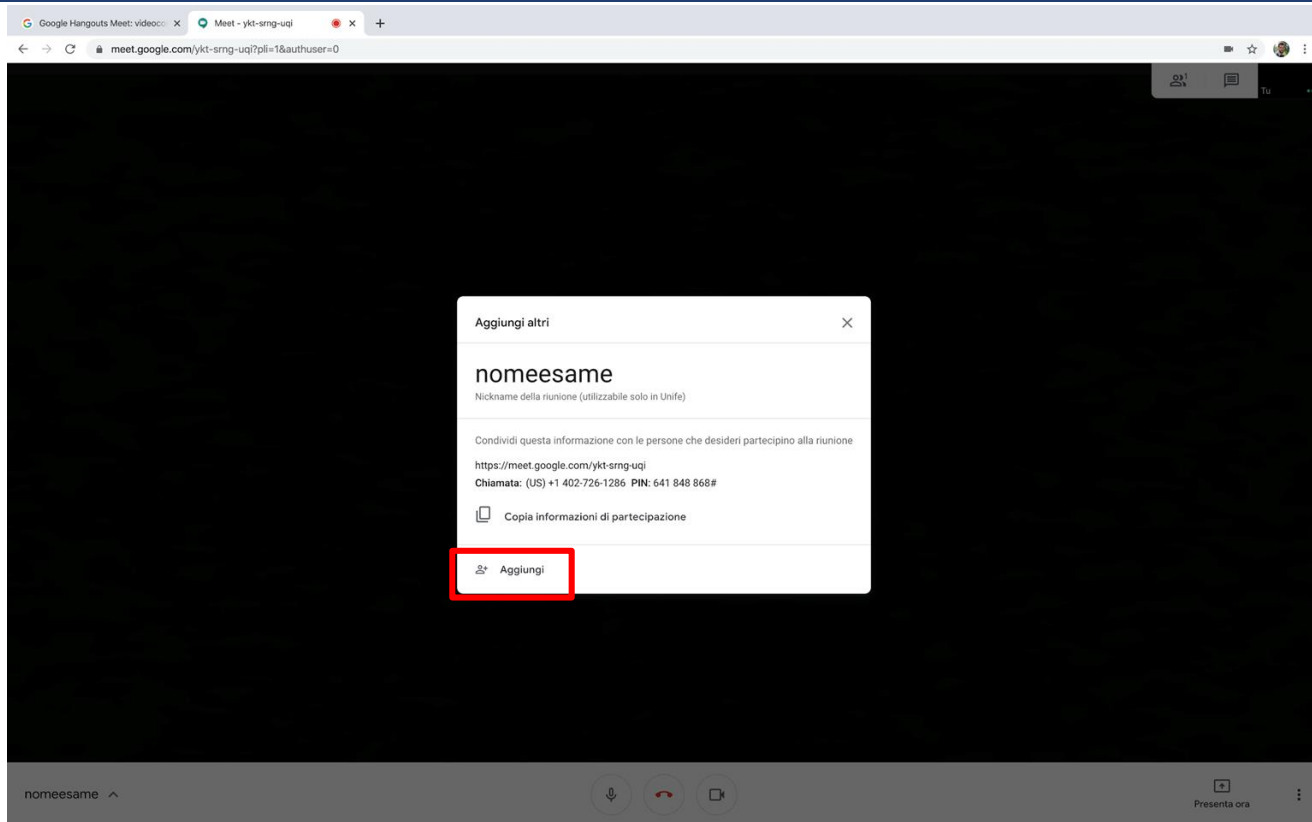 Google Hangouts Meet: videoco
Meet - ykt-srng-uqi
meet.google.com/ykt-srng-uqi?pli=1&authuser=0
1
Tu
Aggiungi altri
nomeesame
Nickname della riunione (utilizzabile solo in Unife)
Condividi questa informazione con le persone che desideri partecipino alla riunione
https://meet.google.com/ykt-srng-uqi
Chiamata: (US) +1 402-726-1286 PIN: 641 848 868#
Copia informazioni di partecipazione
Aggiungi
nomeesame
Presenta ora